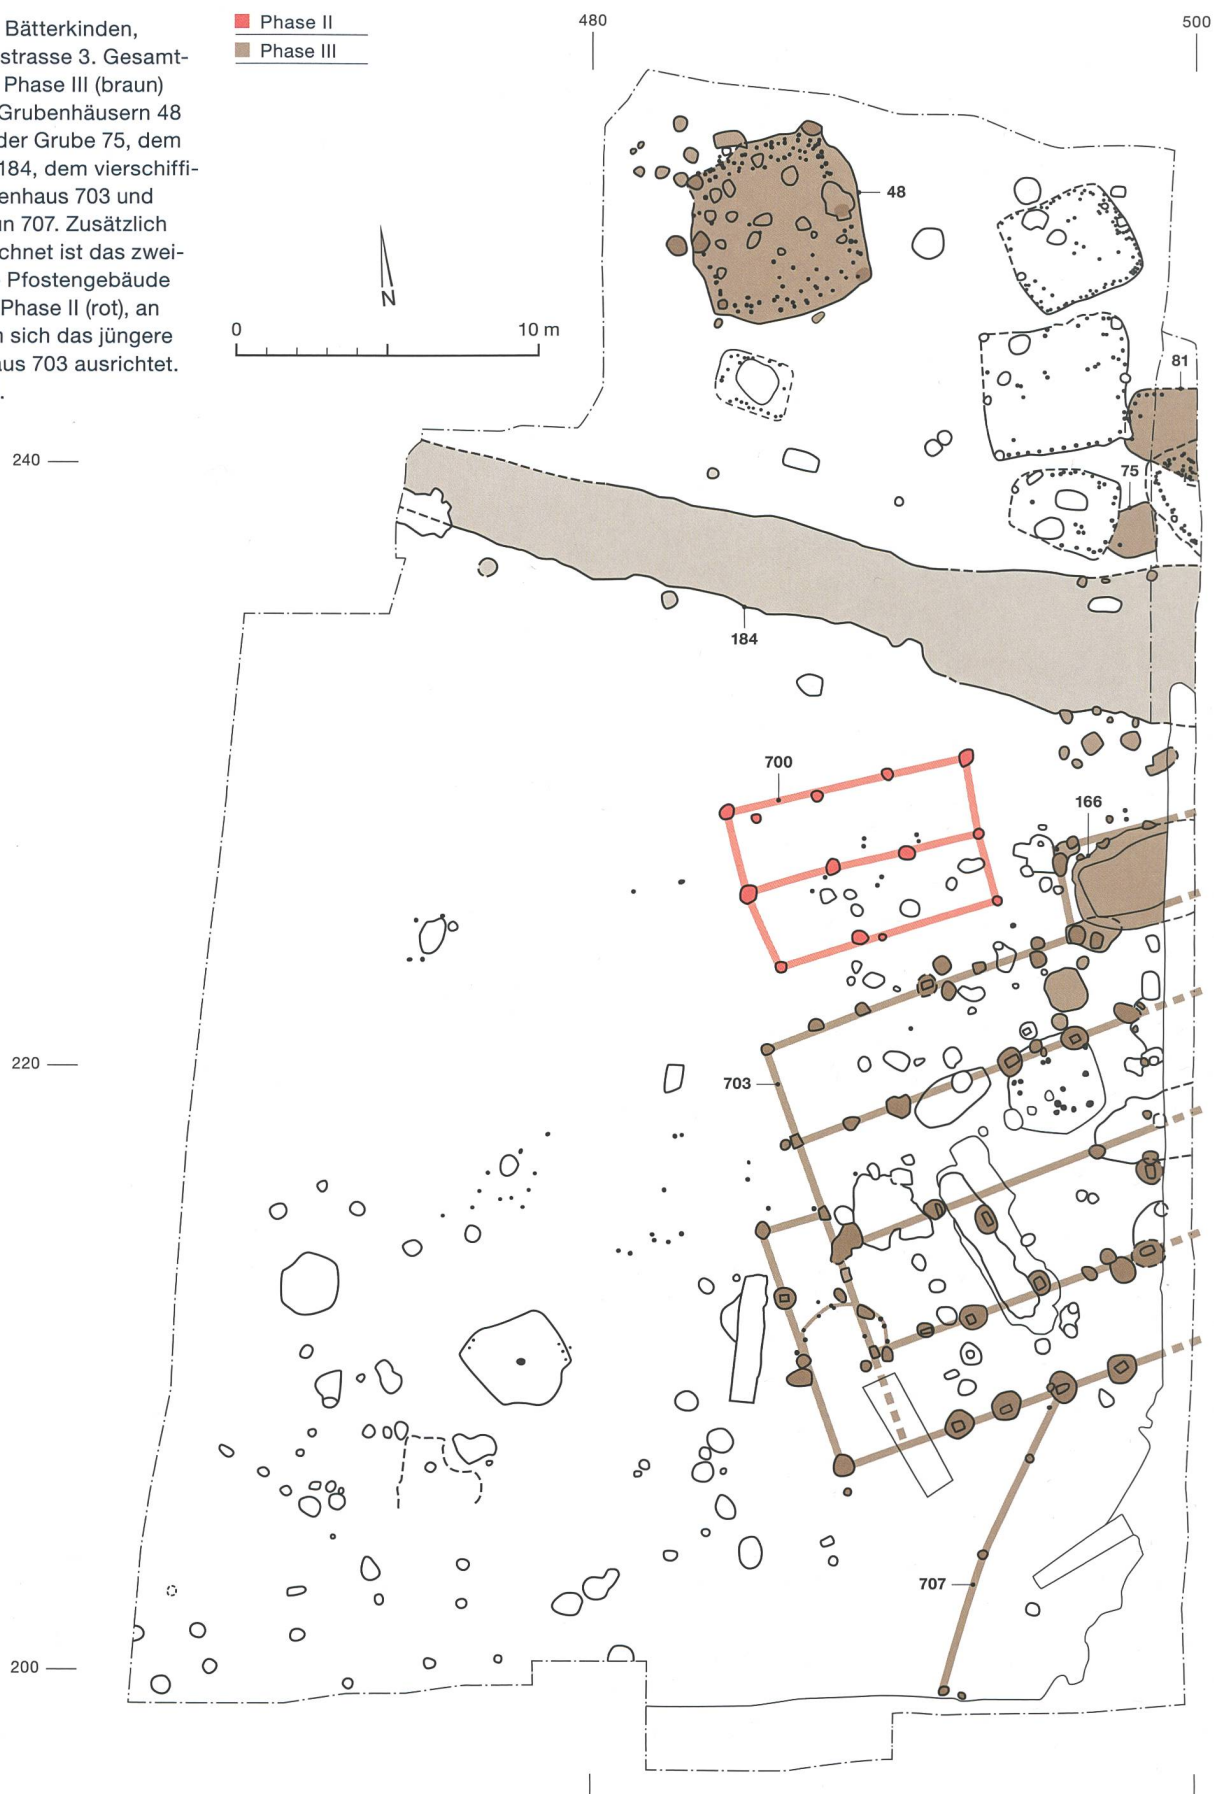 Bätterkinden,
strasse 3. Gesamt-
Phase III (braun)
Grubenhäusern 48
der Grube 75, dem
184, dem vierschiffi-
enhaus 703 und
un 707. Zusätzlich
chnet ist das zwei-
Pfostengebäude
Phase II (rot), an
sich das jüngere
aus 703 ausrichtet.
.
Phase II
Phase III
480
500
N
0
10 m
48
81
240
75
184
700
166
220
703
707
200